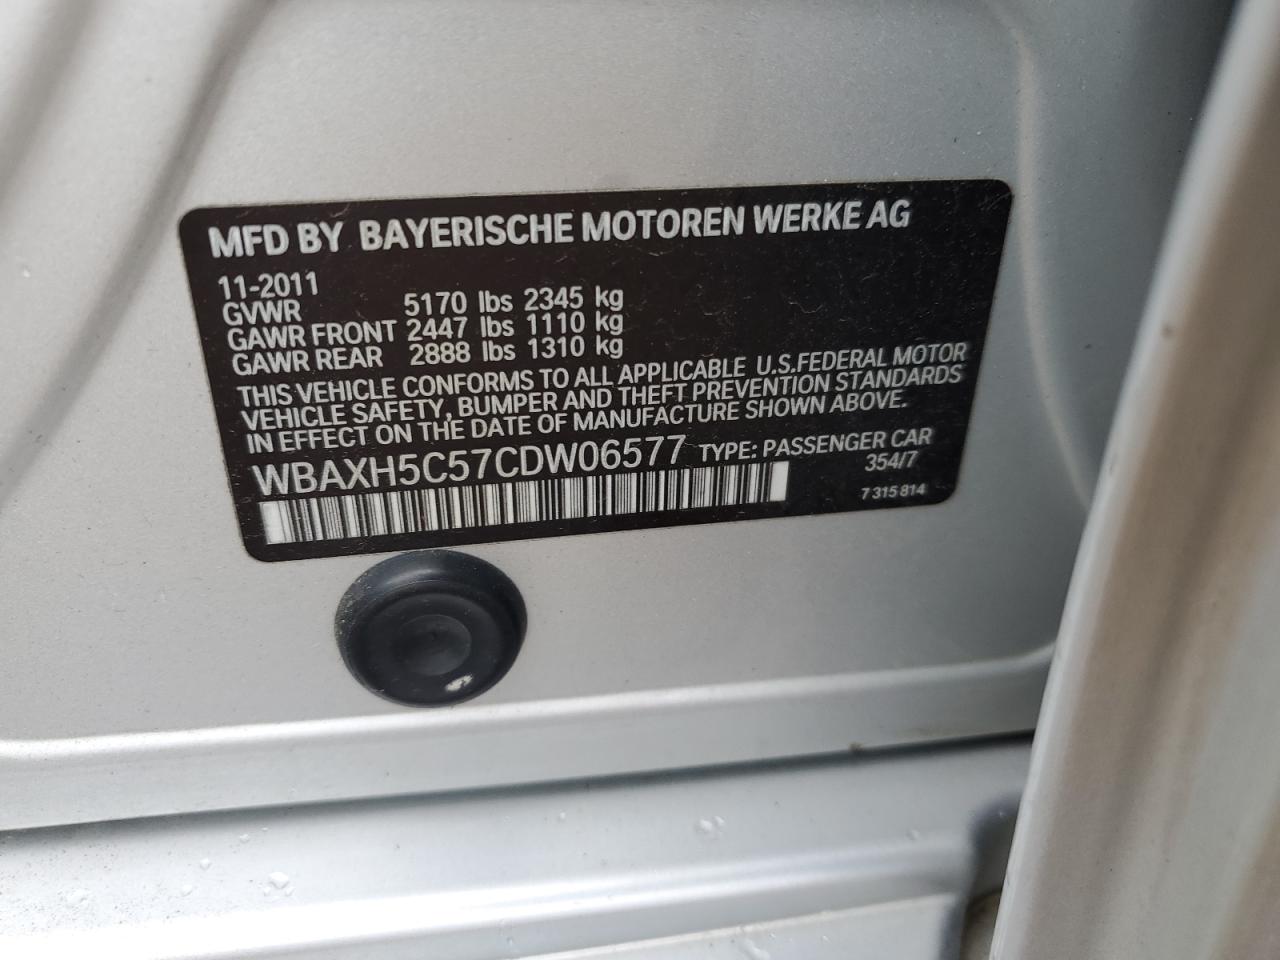 MFD BY BAYERISCHE MOTOREN WERKE AG
11-2011
GVWR 5170 lbs 2345 kg
GAWR FRONT 2447 lbs 1110 kg
GAWR REAR 2888 lbs 1310 kg
THIS VEHICLE CONFORMS TO ALL APPLICABLE U.S.FEDERAL MOTOR
VEHICLE SAFETY, BUMPER AND THEFT PREVENTION STANDARDS
IN EFFECT ON THE DATE OF MANUFACTURE SHOWN ABOVE.
WBAXH5C57CDW06577 TYPE: PASSENGER CAR
354/7
7 315 814